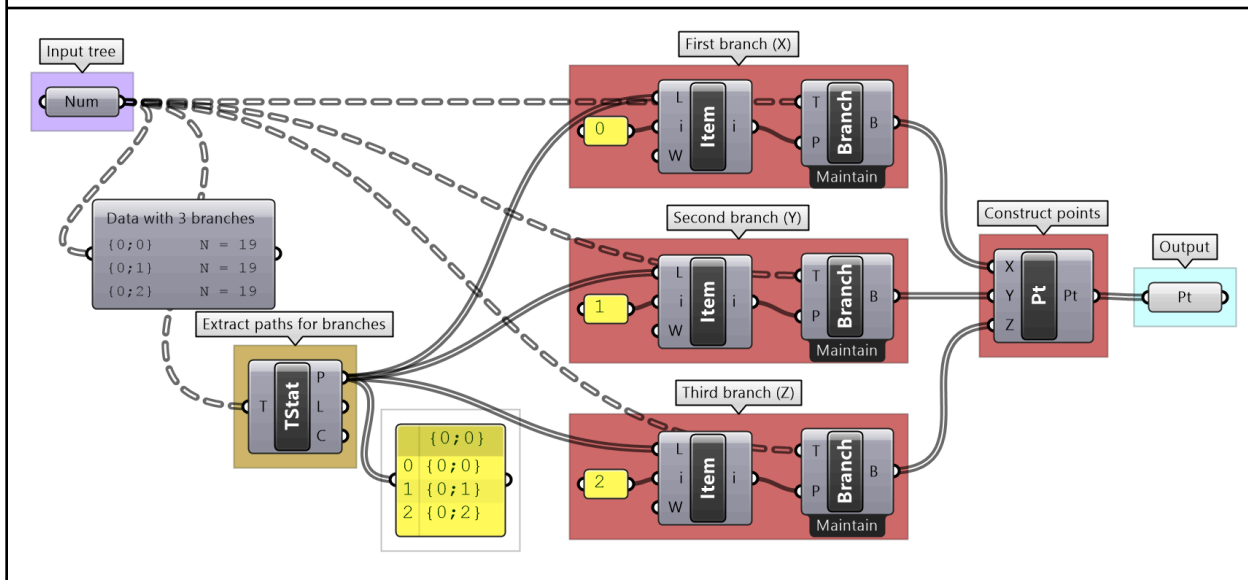 Input tree
Num
Data with 3 branches
{0;0} N = 19
{0;1} N = 19
{0;2} N = 19
Extract paths for branches
T TStat P
L
C
{0;0}
0 {0;0}
1 {0;1}
2 {0;2}
First branch (X)
0
L
i
W
Item
i
T
P
Branch
B
Maintain
Second branch (Y)
1
L
i
W
Item
i
T
P
Branch
B
Maintain
Third branch (Z)
2
L
i
W
Item
i
T
P
Branch
B
Maintain
Construct points
X
Y
Z
Pt
Pt
Output
Pt